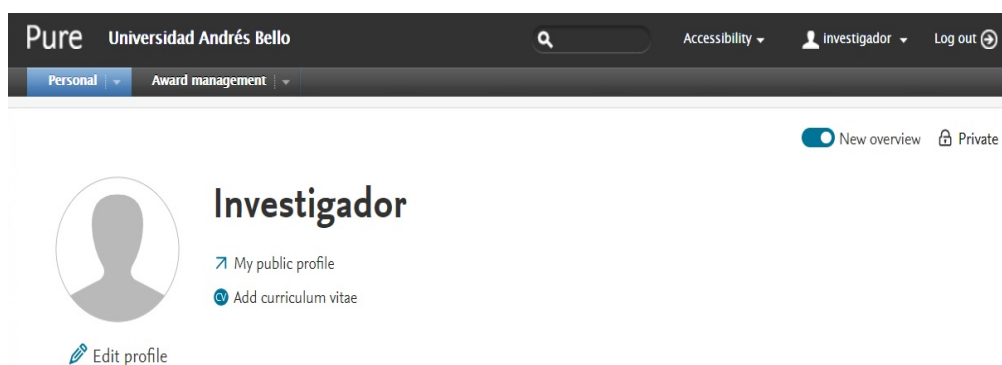 Pure Universidad Andrés Bello Accessibility investigador Log out
Personal Award management
New overview Private
Investigador
My public profile
CV Add curriculum vitae
Edit profile